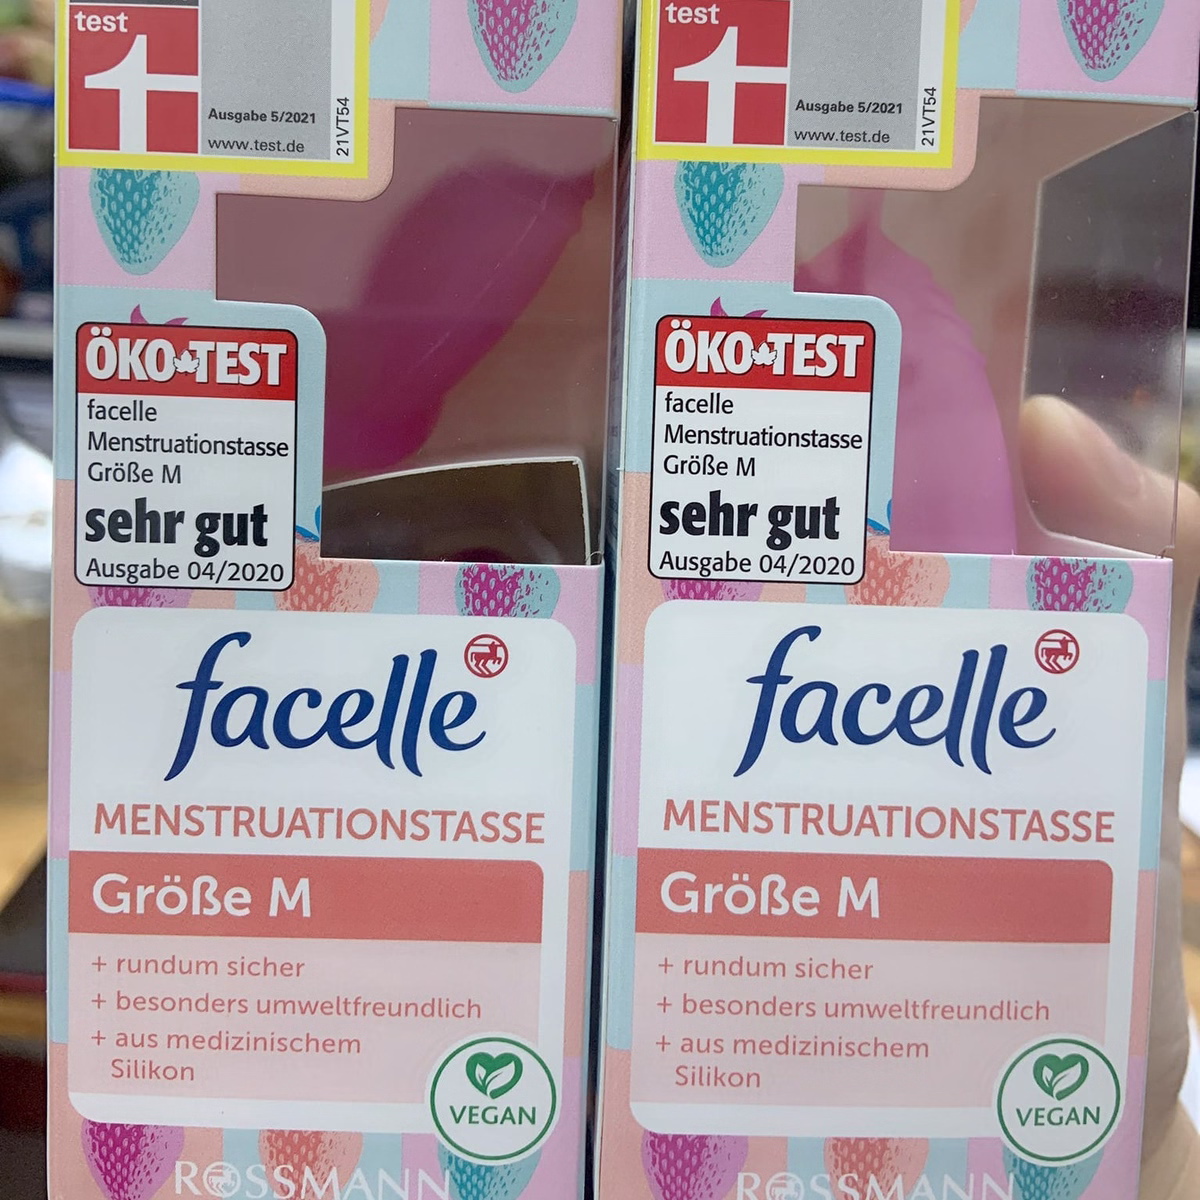 test
Ausgabe 5/2021
www.test.de
21VT54
ÖKO TEST
facelle
Menstruationstasse
Größe M
sehr gut
Ausgabe 04/2020
facelle
MENSTRUATIONSTASSE
Größe M
+ rundum sicher
+ besonders umweltfreundlich
+ aus medizinischem
Silikon
VEGAN
ROSSMANN
test
Ausgabe 5/2021
www.test.de
21VT54
ÖKO TEST
facelle
Menstruationstasse
Größe M
sehr gut
Ausgabe 04/2020
facelle
MENSTRUATIONSTASSE
Größe M
+ rundum sicher
+ besonders umweltfreundlich
+ aus medizinischem
Silikon
VEGAN
ROSSMANN